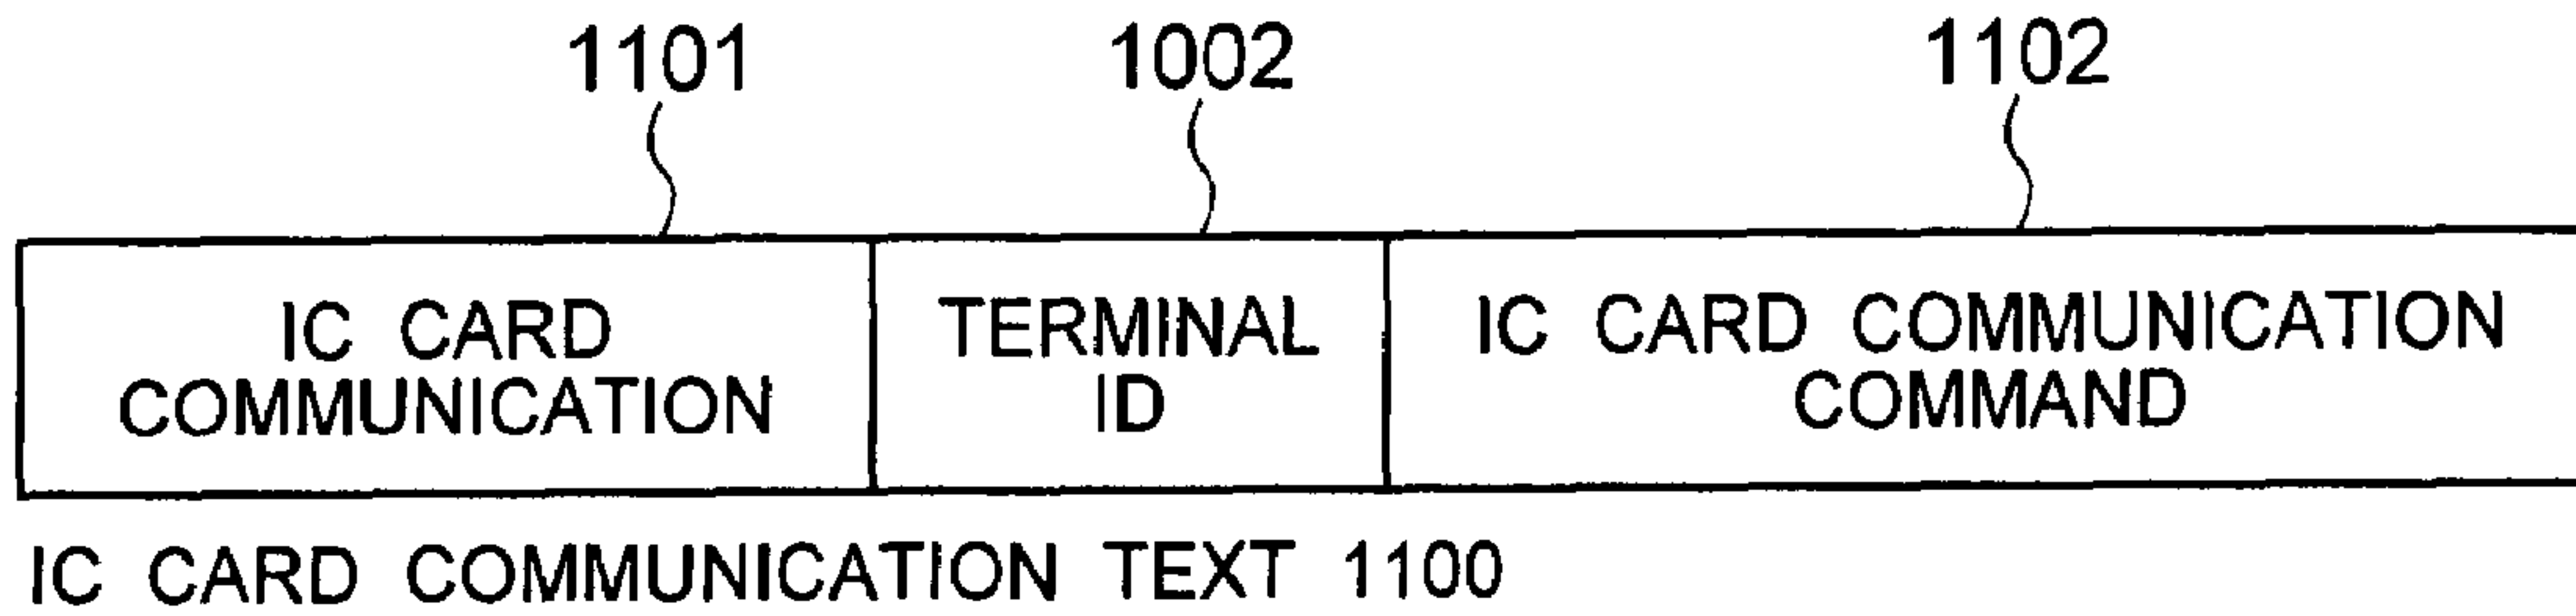 1101 1002 1102
IC CARD COMMUNICATION
TERMINAL ID
IC CARD COMMUNICATION COMMAND
IC CARD COMMUNICATION TEXT 1100